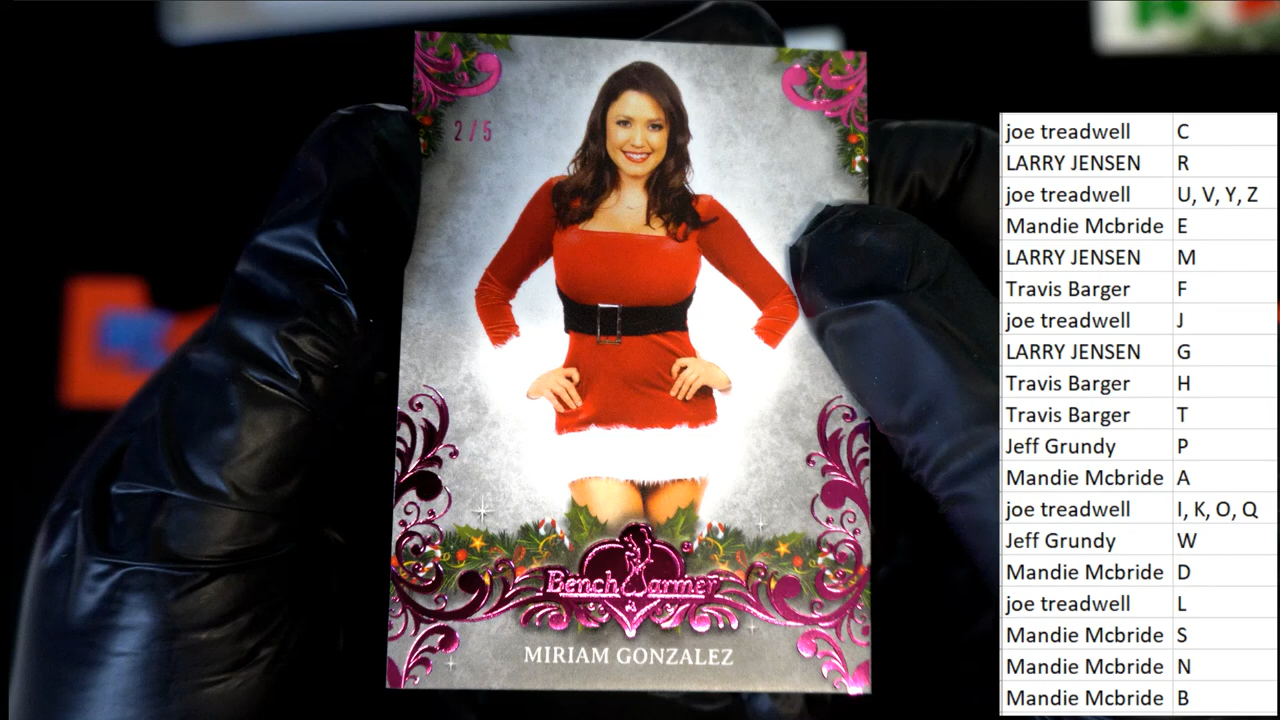 2/5
Bench Warmer
MIRIAM GONZALEZ
joe treadwell C
LARRY JENSEN R
joe treadwell U, V, Y, Z
Mandie Mcbride E
LARRY JENSEN M
Travis Barger F
joe treadwell J
LARRY JENSEN G
Travis Barger H
Travis Barger T
Jeff Grundy P
Mandie Mcbride A
joe treadwell I, K, O, Q
Jeff Grundy W
Mandie Mcbride D
joe treadwell L
Mandie Mcbride S
Mandie Mcbride N
Mandie Mcbride B